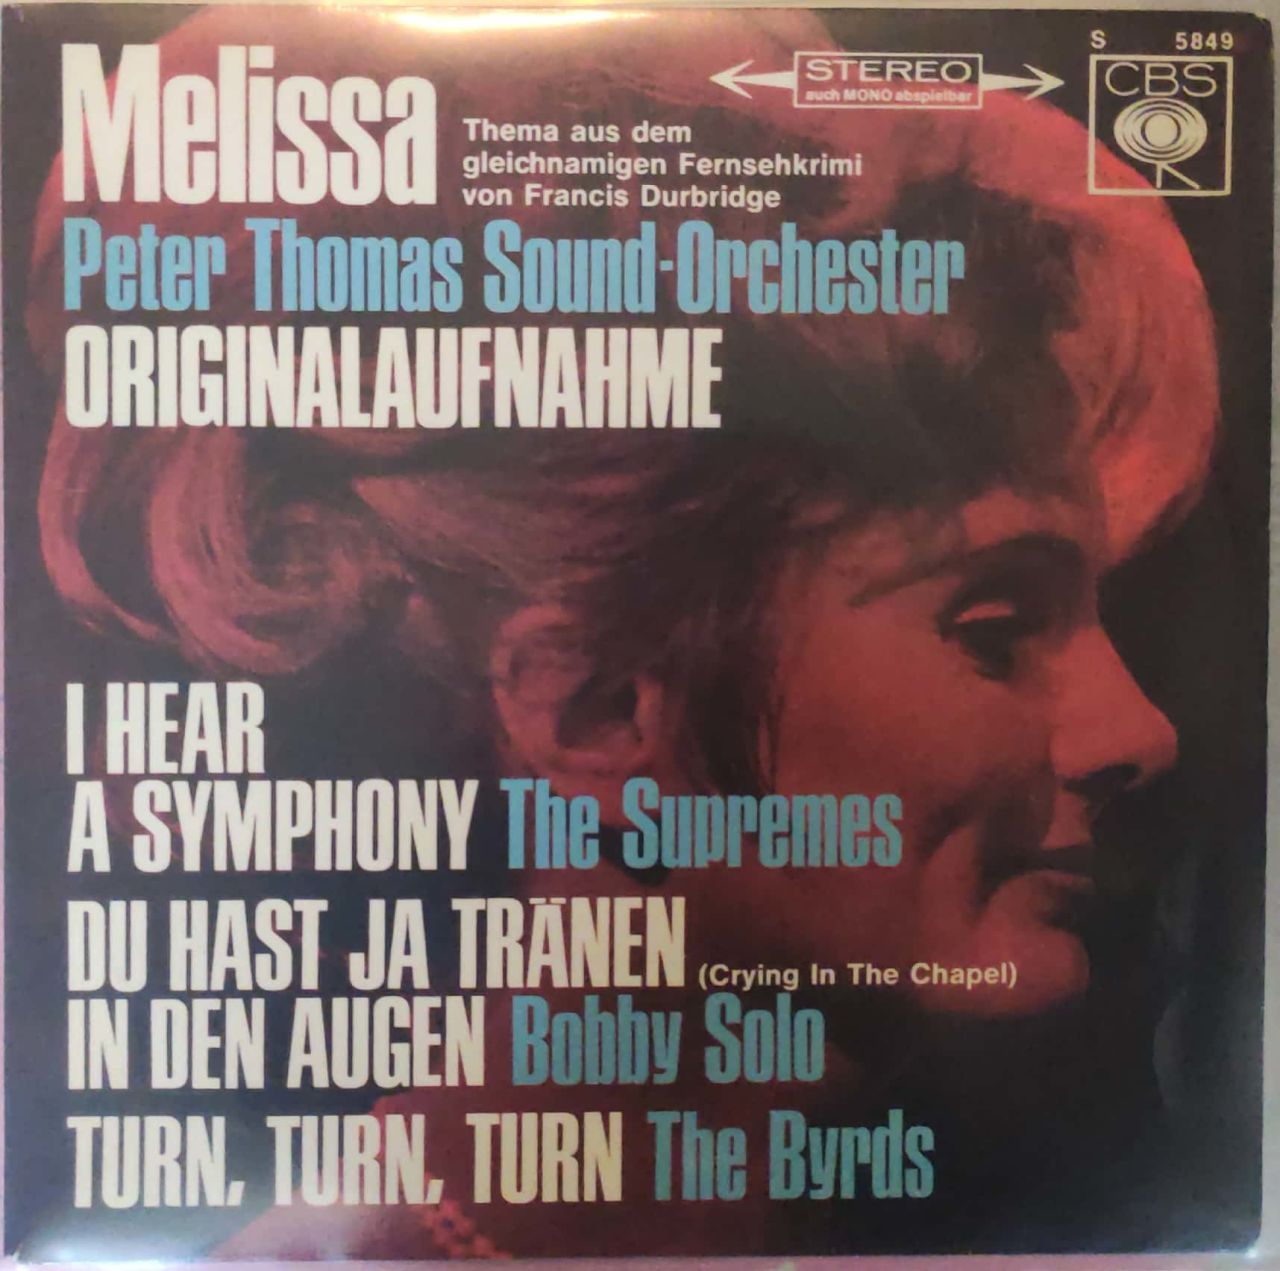 S 5849
STEREO
auch MONO abspielbar
CBS
Melissa
Thema aus dem
gleichnamigen Fernsehkrimi
von Francis Durbridge
Peter Thomas Sound-Orchester
ORIGINALAUFNAHME
I HEAR
A SYMPHONY The Supremes
DU HAST JA TRÄNEN (Crying In The Chapel)
IN DEN AUGEN Bobby Solo
TURN, TURN, TURN The Byrds